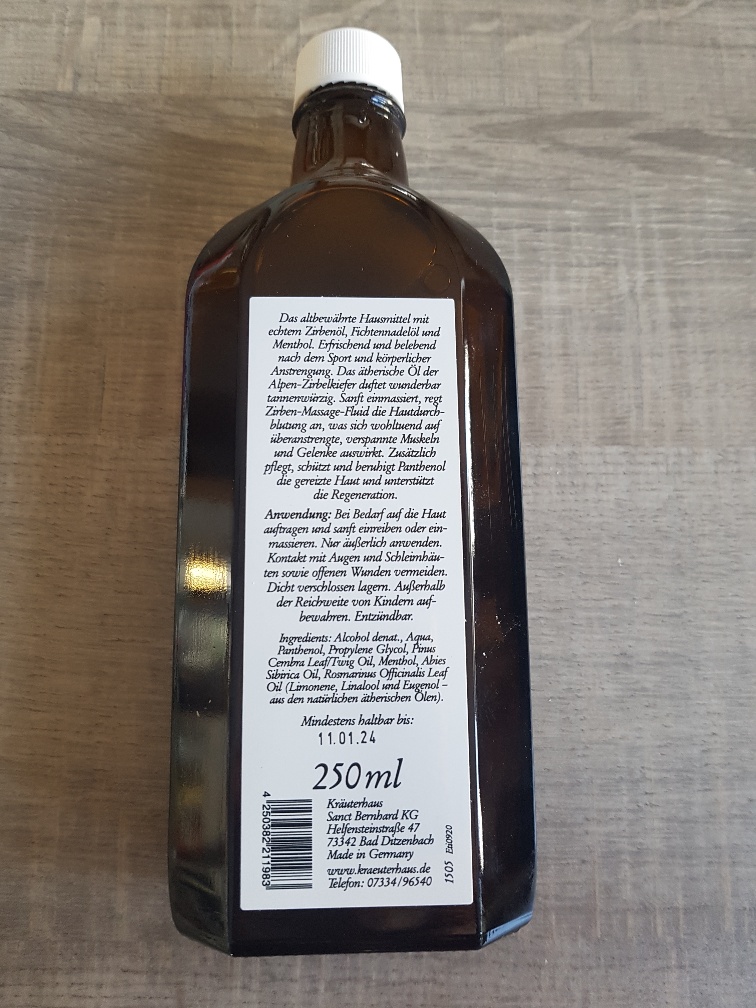 Das altbewährte Hausmittel mit
echtem Zirbenöl, Fichtennadelöl und
Menthol. Erfrischend und belebend
nach dem Sport und körperlicher
Anstrengung. Das ätherische Öl der
Alpen-Zirbelkiefer duftet wunderbar
tannenwürzig. Sanft einmassiert, regt
Zirben-Massage-Fluid die Hautdurch-
blutung an, was sich wohltuend auf
überanstrengte, verspannte Muskeln
und Gelenke auswirkt. Zusätzlich
pflegt, schützt und beruhigt Panthenol
die gereizte Haut und unterstützt
die Regeneration.
Anwendung: Bei Bedarf auf die Haut
auftragen und sanft einreiben oder ein-
massieren. Nur äußerlich anwenden.
Kontakt mit Augen und Schleimhäu-
ten sowie offenen Wunden vermeiden.
Dicht verschlossen lagern. Außerhalb
der Reichweite von Kindern auf-
bewahren. Entzündbar.
Ingredients: Alcohol denat., Aqua,
Panthenol, Propylene Glycol, Pinus
Cembra Leaf/Twig Oil, Menthol, Abies
Sibirica Oil, Rosmarinus Officinalis Leaf
Oil (Limonene, Linalool und Eugenol –
aus den natürlichen ätherischen Ölen).
Mindestens haltbar bis:
11.01.24
250 ml
Kräuterhaus
Sanct Bernhard KG
Helfensteinstraße 47
73342 Bad Ditzenbach
Made in Germany
www.kraeuterhaus.de
Telefon: 07334/96540
4 250382 211983
1505 Eti0920